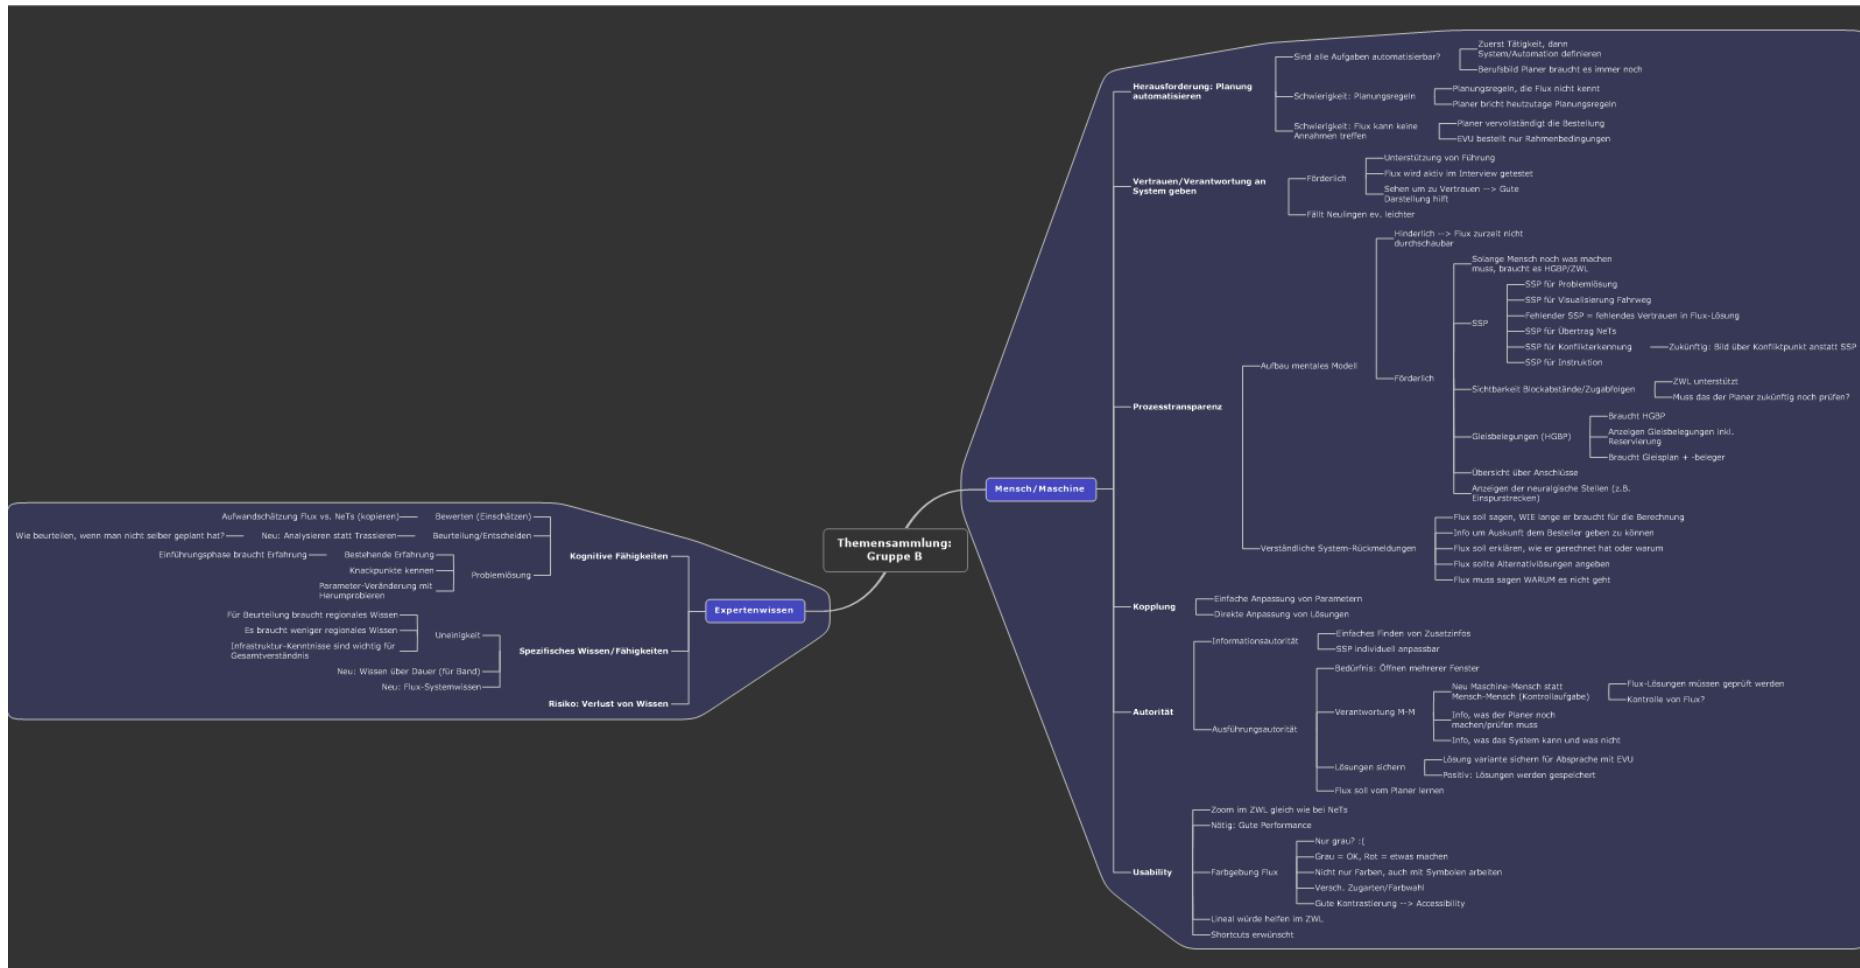 Themensammlung:
Gruppe B
Mensch/Maschine
Herausforderung: Planung
automatisieren
Sind alle Aufgaben automatisierbar?
Zuerst Tätigkeit, dann
System/Automation definieren
Berufsbild Planer braucht es immer noch
Schwierigkeit: Planungsregeln
Planungsregeln, die Flux nicht kennt
Planer bricht heutzutage Planungsregeln
Schwierigkeit: Flux kann keine
Annahmen treffen
Planer vervollständigt die Bestellung
EVU bestellt nur Rahmenbedingungen
Vertrauen/Verantwortung an
System geben
Förderlich
Unterstützung von Führung
Flux wird aktiv im Interview getestet
Sehen um zu Vertrauen --> Gute
Darstellung hilft
Fällt Neulingen ev. leichter
Prozesstransparenz
Aufbau mentales Modell
Hinderlich --> Flux zurzeit nicht
durchschaubar
Förderlich
Solange Mensch noch was machen
muss, braucht es HGBP/ZWL
SSP
SSP für Problemlösung
SSP für Visualisierung Fahrweg
Fehlender SSP = fehlendes Vertrauen in Flux-Lösung
SSP für Übertrag NeTs
SSP für Konflikterkennung
Zukünftig: Bild über Konfliktpunkt anstatt SSP
SSP für Instruktion
Sichtbarkeit Blockabstände/Zugabfolgen
ZWL unterstützt
Muss das der Planer zukünftig noch prüfen?
Gleisbelegungen (HGBP)
Braucht HGBP
Anzeigen Gleisbelegungen inkl.
Reservierung
Braucht Gleisplan + -beleger
Übersicht über Anschlüsse
Anzeigen der neuralgische Stellen (z.B.
Einspurstrecken)
Verständliche System-Rückmeldungen
Flux soll sagen, WIE lange er braucht für die Berechnung
Info um Auskunft dem Besteller geben zu können
Flux soll erklären, wie er gerechnet hat oder warum
Flux sollte Alternativlösungen angeben
Flux muss sagen WARUM es nicht geht
Kopplung
Einfache Anpassung von Parametern
Direkte Anpassung von Lösungen
Autorität
Informationsautorität
Einfaches Finden von Zusatzinfos
SSP individuell anpassbar
Ausführungsautorität
Bedürfnis: Öffnen mehrerer Fenster
Verantwortung M-M
Neu Maschine-Mensch statt
Mensch-Mensch (Kontrollaufgabe)
Flux-Lösungen müssen geprüft werden
Kontrolle von Flux?
Info, was der Planer noch
machen/prüfen muss
Info, was das System kann und was nicht
Lösungen sichern
Lösung variante sichern für Absprache mit EVU
Positiv: Lösungen werden gespeichert
Flux soll vom Planer lernen
Usability
Zoom im ZWL gleich wie bei NeTs
Nötig: Gute Performance
Farbgebung Flux
Nur grau? :(
Grau = OK, Rot = etwas machen
Nicht nur Farben, auch mit Symbolen arbeiten
Versch. Zugarten/Farbwahl
Gute Kontrastierung --> Accessibility
Lineal würde helfen im ZWL
Shortcuts erwünscht
Expertenwissen
Kognitive Fähigkeiten
Bewerten (Einschätzen)
Aufwandschätzung Flux vs. NeTs (kopieren)
Beurteilung/Entscheiden
Neu: Analysieren statt Trassieren
Wie beurteilen, wenn man nicht selber geplant hat?
Problemlösung
Bestehende Erfahrung
Einführungsphase braucht Erfahrung
Knackpunkte kennen
Parameter-Veränderung mit
Herumprobieren
Spezifisches Wissen/Fähigkeiten
Uneinigkeit
Für Beurteilung braucht regionales Wissen
Es braucht weniger regionales Wissen
Infrastruktur-Kenntnisse sind wichtig für
Gesamtverständnis
Neu: Wissen über Dauer (für Band)
Neu: Flux-Systemwissen
Risiko: Verlust von Wissen